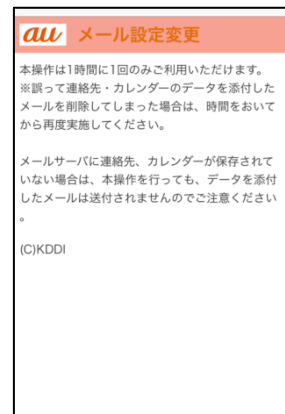 au メール設定変更
本操作は1時間に1回のみご利用いただけます。
※誤って連絡先・カレンダーのデータを添付した
メールを削除してしまった場合は、時間をおいて
から再度実施してください。
メールサーバに連絡先、カレンダーが保存されて
いない場合は、本操作を行っても、データを添付
したメールは送付されませんのでご注意ください
。
(C)KDDI